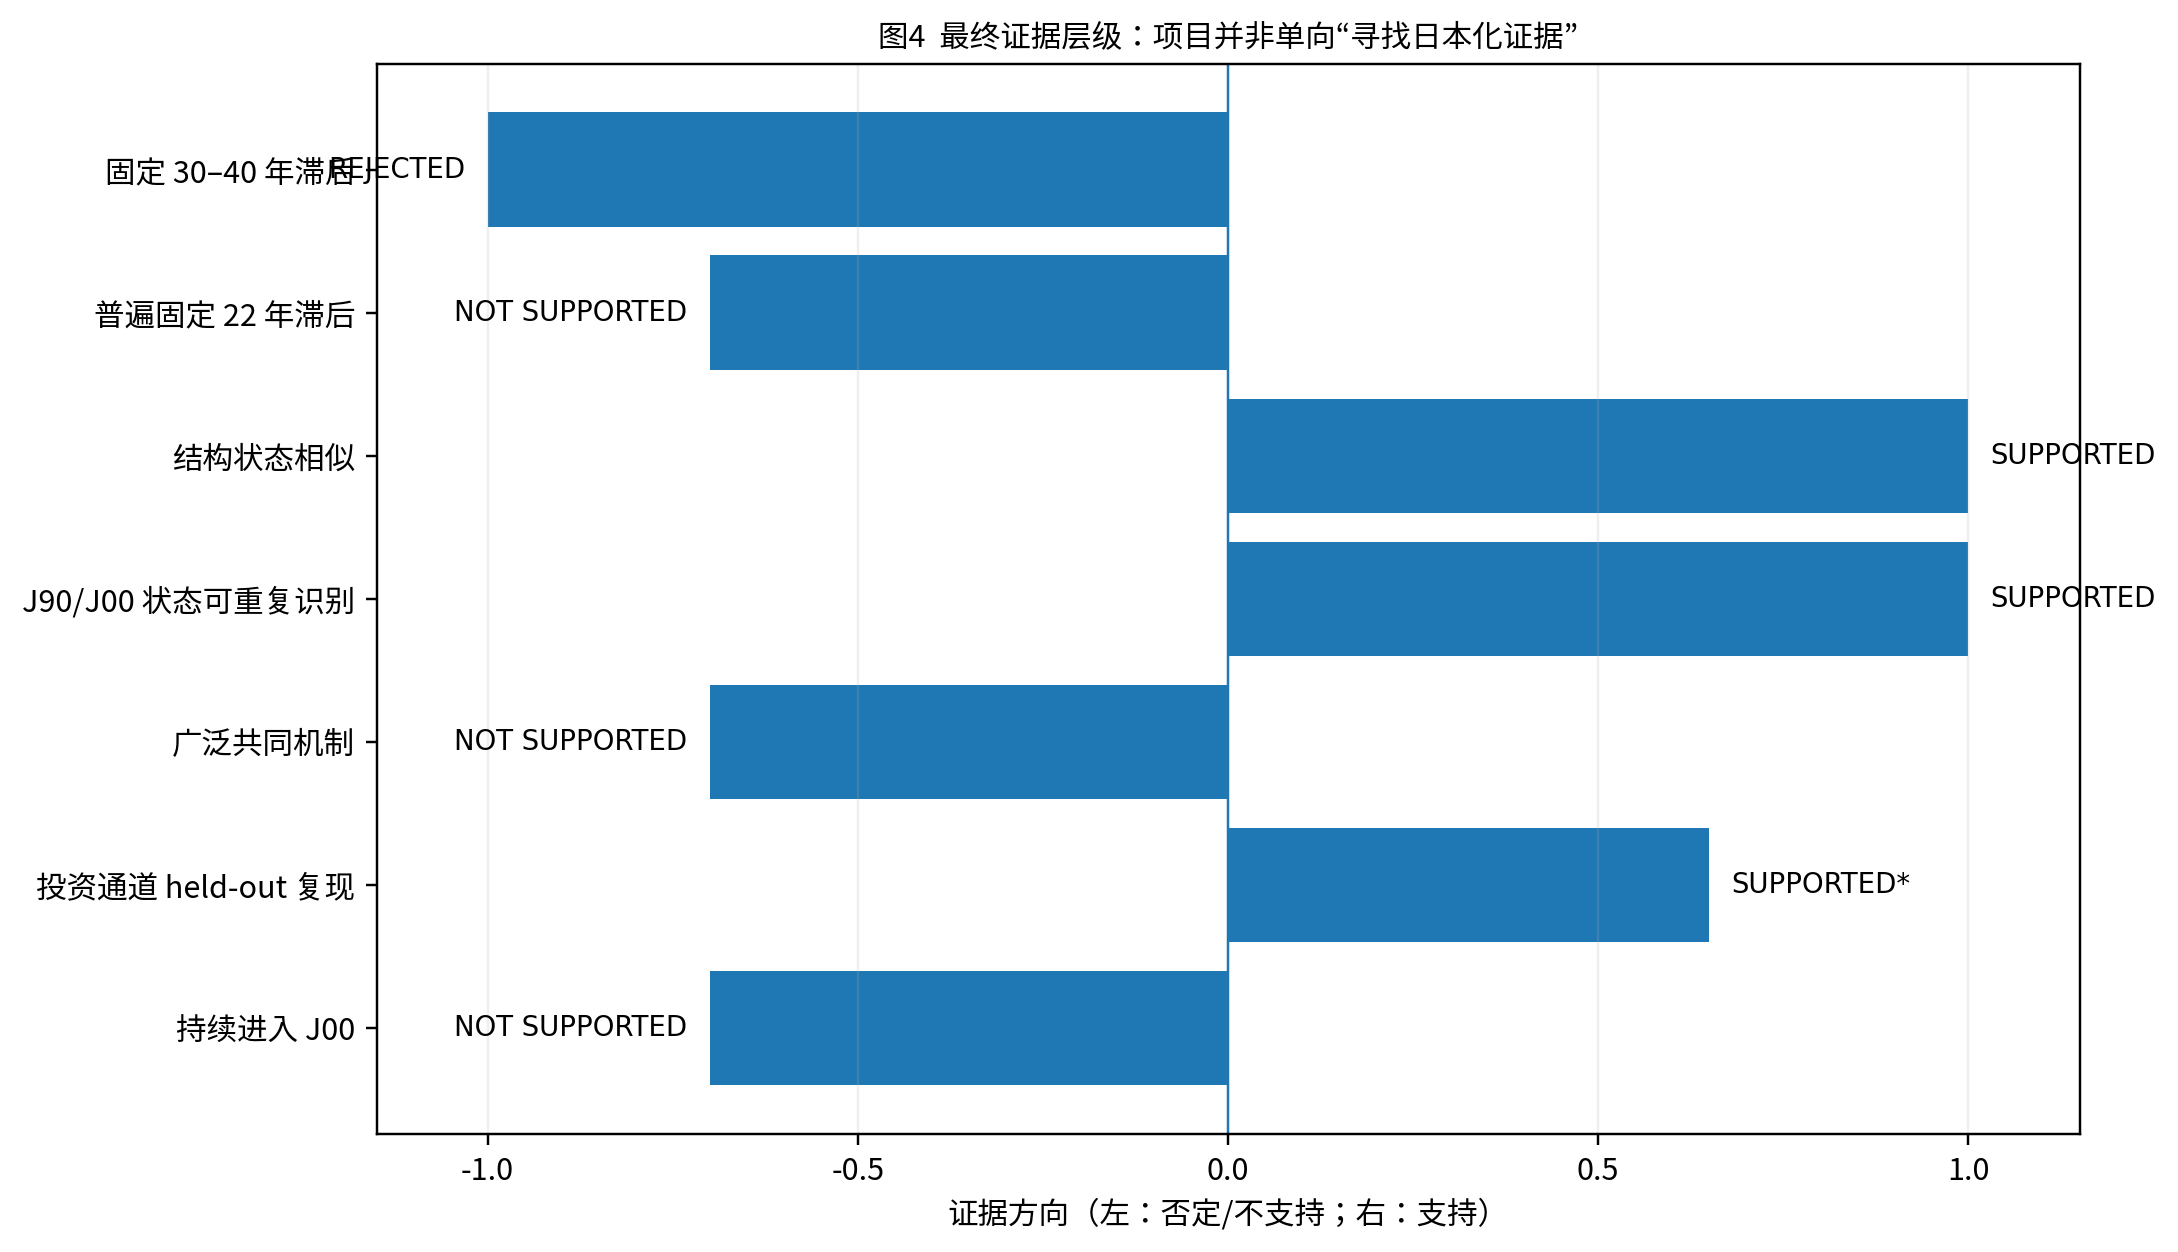 图4 最终证据层级：项目并非单向“寻找日本化证据”
固定 30–40 年滞后
REJECTED
普遍固定 22 年滞后
NOT SUPPORTED
结构状态相似
SUPPORTED
J90/J00 状态可重复识别
SUPPORTED
广泛共同机制
NOT SUPPORTED
投资通道 held-out 复现
SUPPORTED*
持续进入 J00
NOT SUPPORTED
-1.0 -0.5 0.0 0.5 1.0
证据方向（左：否定/不支持；右：支持）